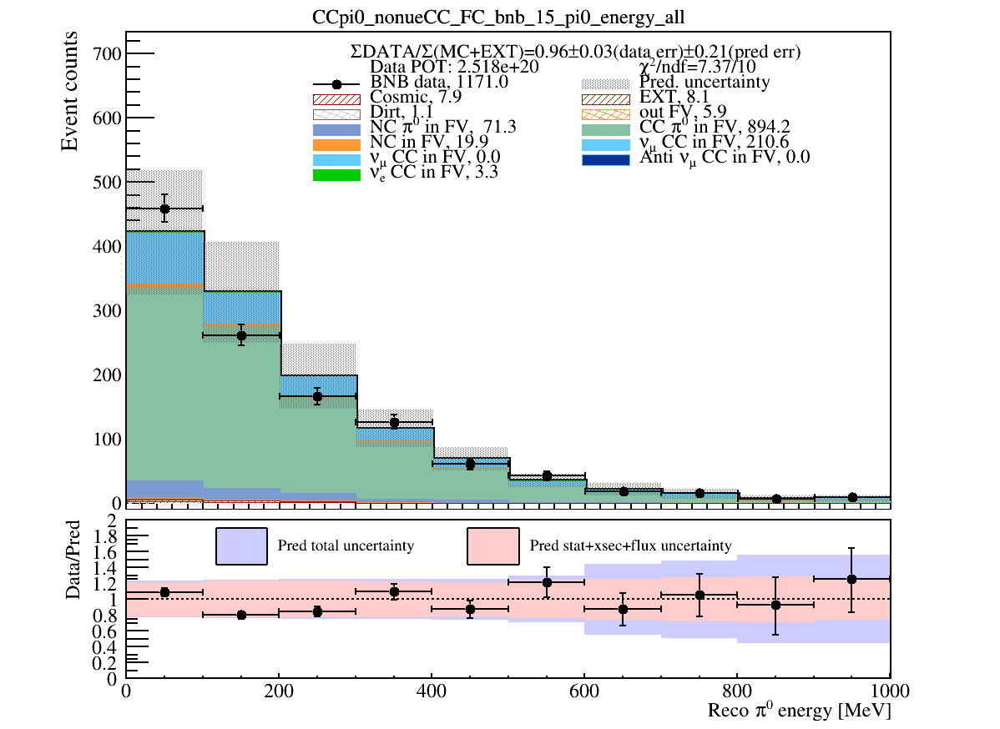 CCpi0_nonueCC_FC_bnb_15_pi0_energy_all
ΣDATA/Σ(MC+EXT)=0.96±0.03(data err)±0.21(pred err)
Data POT: 2.518e+20
χ²/ndf=7.37/10
BNB data, 1171.0
Pred. uncertainty
Cosmic, 7.9
EXT, 8.1
Dirt, 1.1
out FV, 5.9
NC π⁰ in FV, 71.3
CC π⁰ in FV, 894.2
NC in FV, 19.9
νμ CC in FV, 210.6
νμ CC in FV, 0.0
Anti νμ CC in FV, 0.0
νe CC in FV, 3.3
Event counts
700
600
500
400
300
200
100
0
Pred total uncertainty
Pred stat+xsec+flux uncertainty
Data/Pred
2
1.8
1.6
1.4
1.2
1
0.8
0.6
0.4
0.2
0
0 200 400 600 800 1000
Reco π⁰ energy [MeV]